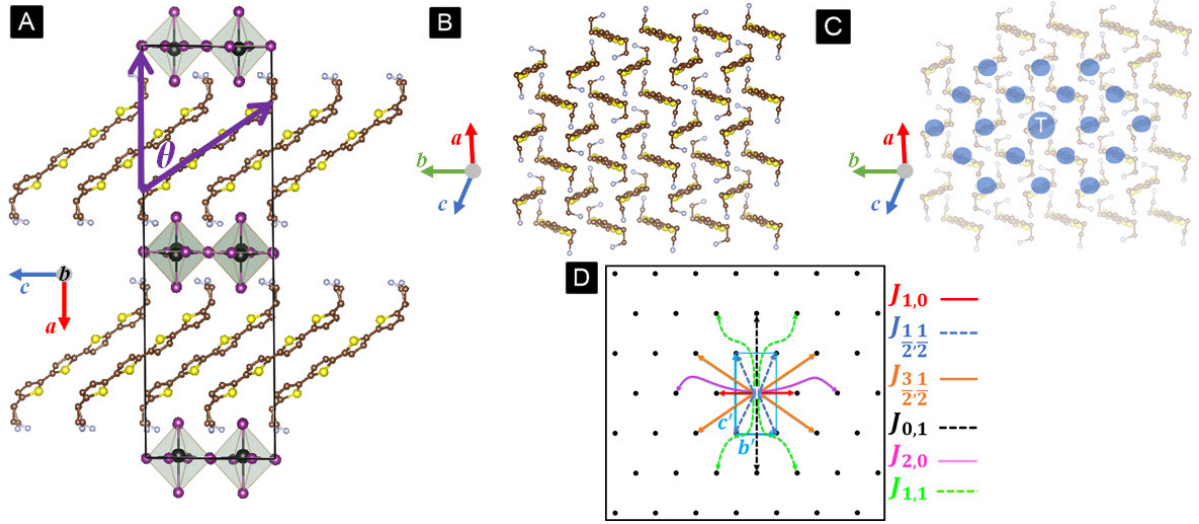 A
θ
b
c
a
B
a
b
c
C
T
a
b
c
D
c'
b'
J1,0
J1/2,1/2
J3/2,1/2
J0,1
J2,0
J1,1